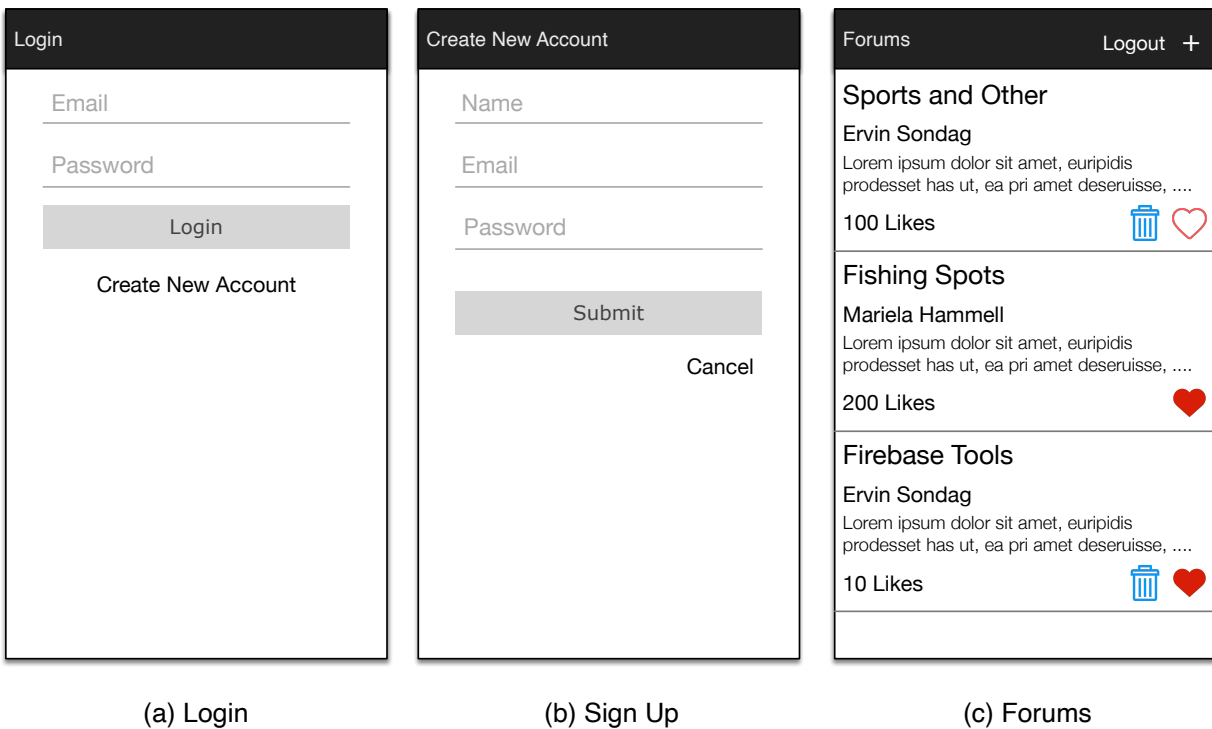 Login
Email
Password
Login
Create New Account
(a) Login
Create New Account
Name
Email
Password
Submit
Cancel
(b) Sign Up
Forums
Logout +
Sports and Other
Ervin Sondag
Lorem ipsum dolor sit amet, euripidis
prodesset has ut, ea pri amet deseruisse, ....
100 Likes
Fishing Spots
Mariela Hammell
Lorem ipsum dolor sit amet, euripidis
prodesset has ut, ea pri amet deseruisse, ....
200 Likes
Firebase Tools
Ervin Sondag
Lorem ipsum dolor sit amet, euripidis
prodesset has ut, ea pri amet deseruisse, ....
10 Likes
(c) Forums